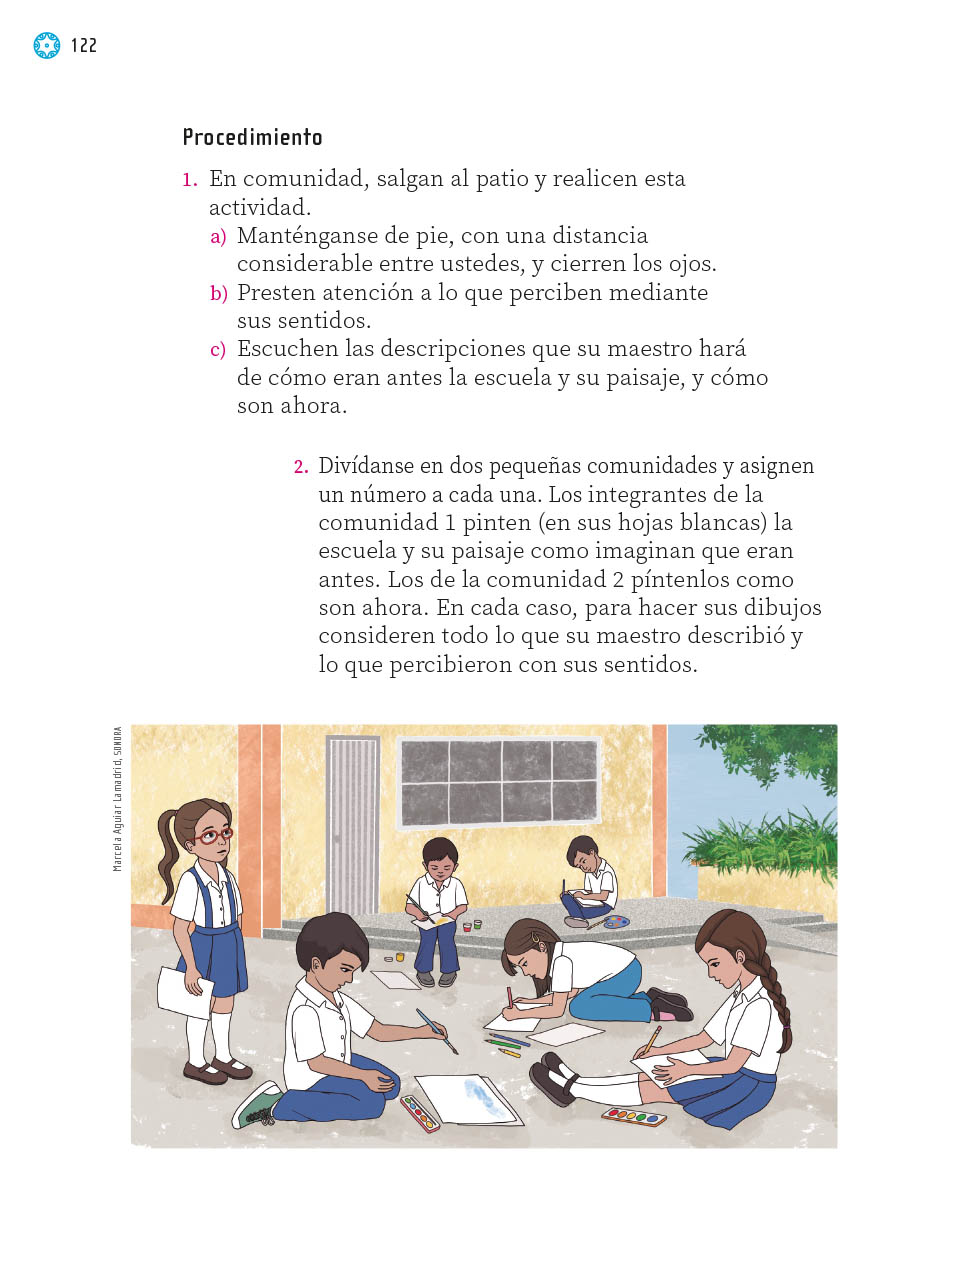 122
Procedimiento
1. En comunidad, salgan al patio y realicen esta
actividad.
a) Manténganse de pie, con una distancia
considerable entre ustedes, y cierren los ojos.
b) Presten atención a lo que perciben mediante
sus sentidos.
c) Escuchen las descripciones que su maestro hará
de cómo eran antes la escuela y su paisaje, y cómo
son ahora.
2. Divídanse en dos pequeñas comunidades y asignen
un número a cada una. Los integrantes de la
comunidad 1 pinten (en sus hojas blancas) la
escuela y su paisaje como imaginan que eran
antes. Los de la comunidad 2 píntenlos como
son ahora. En cada caso, para hacer sus dibujos
consideren todo lo que su maestro describió y
lo que percibieron con sus sentidos.
Marcela Aguiar Lamadrid, SONORA